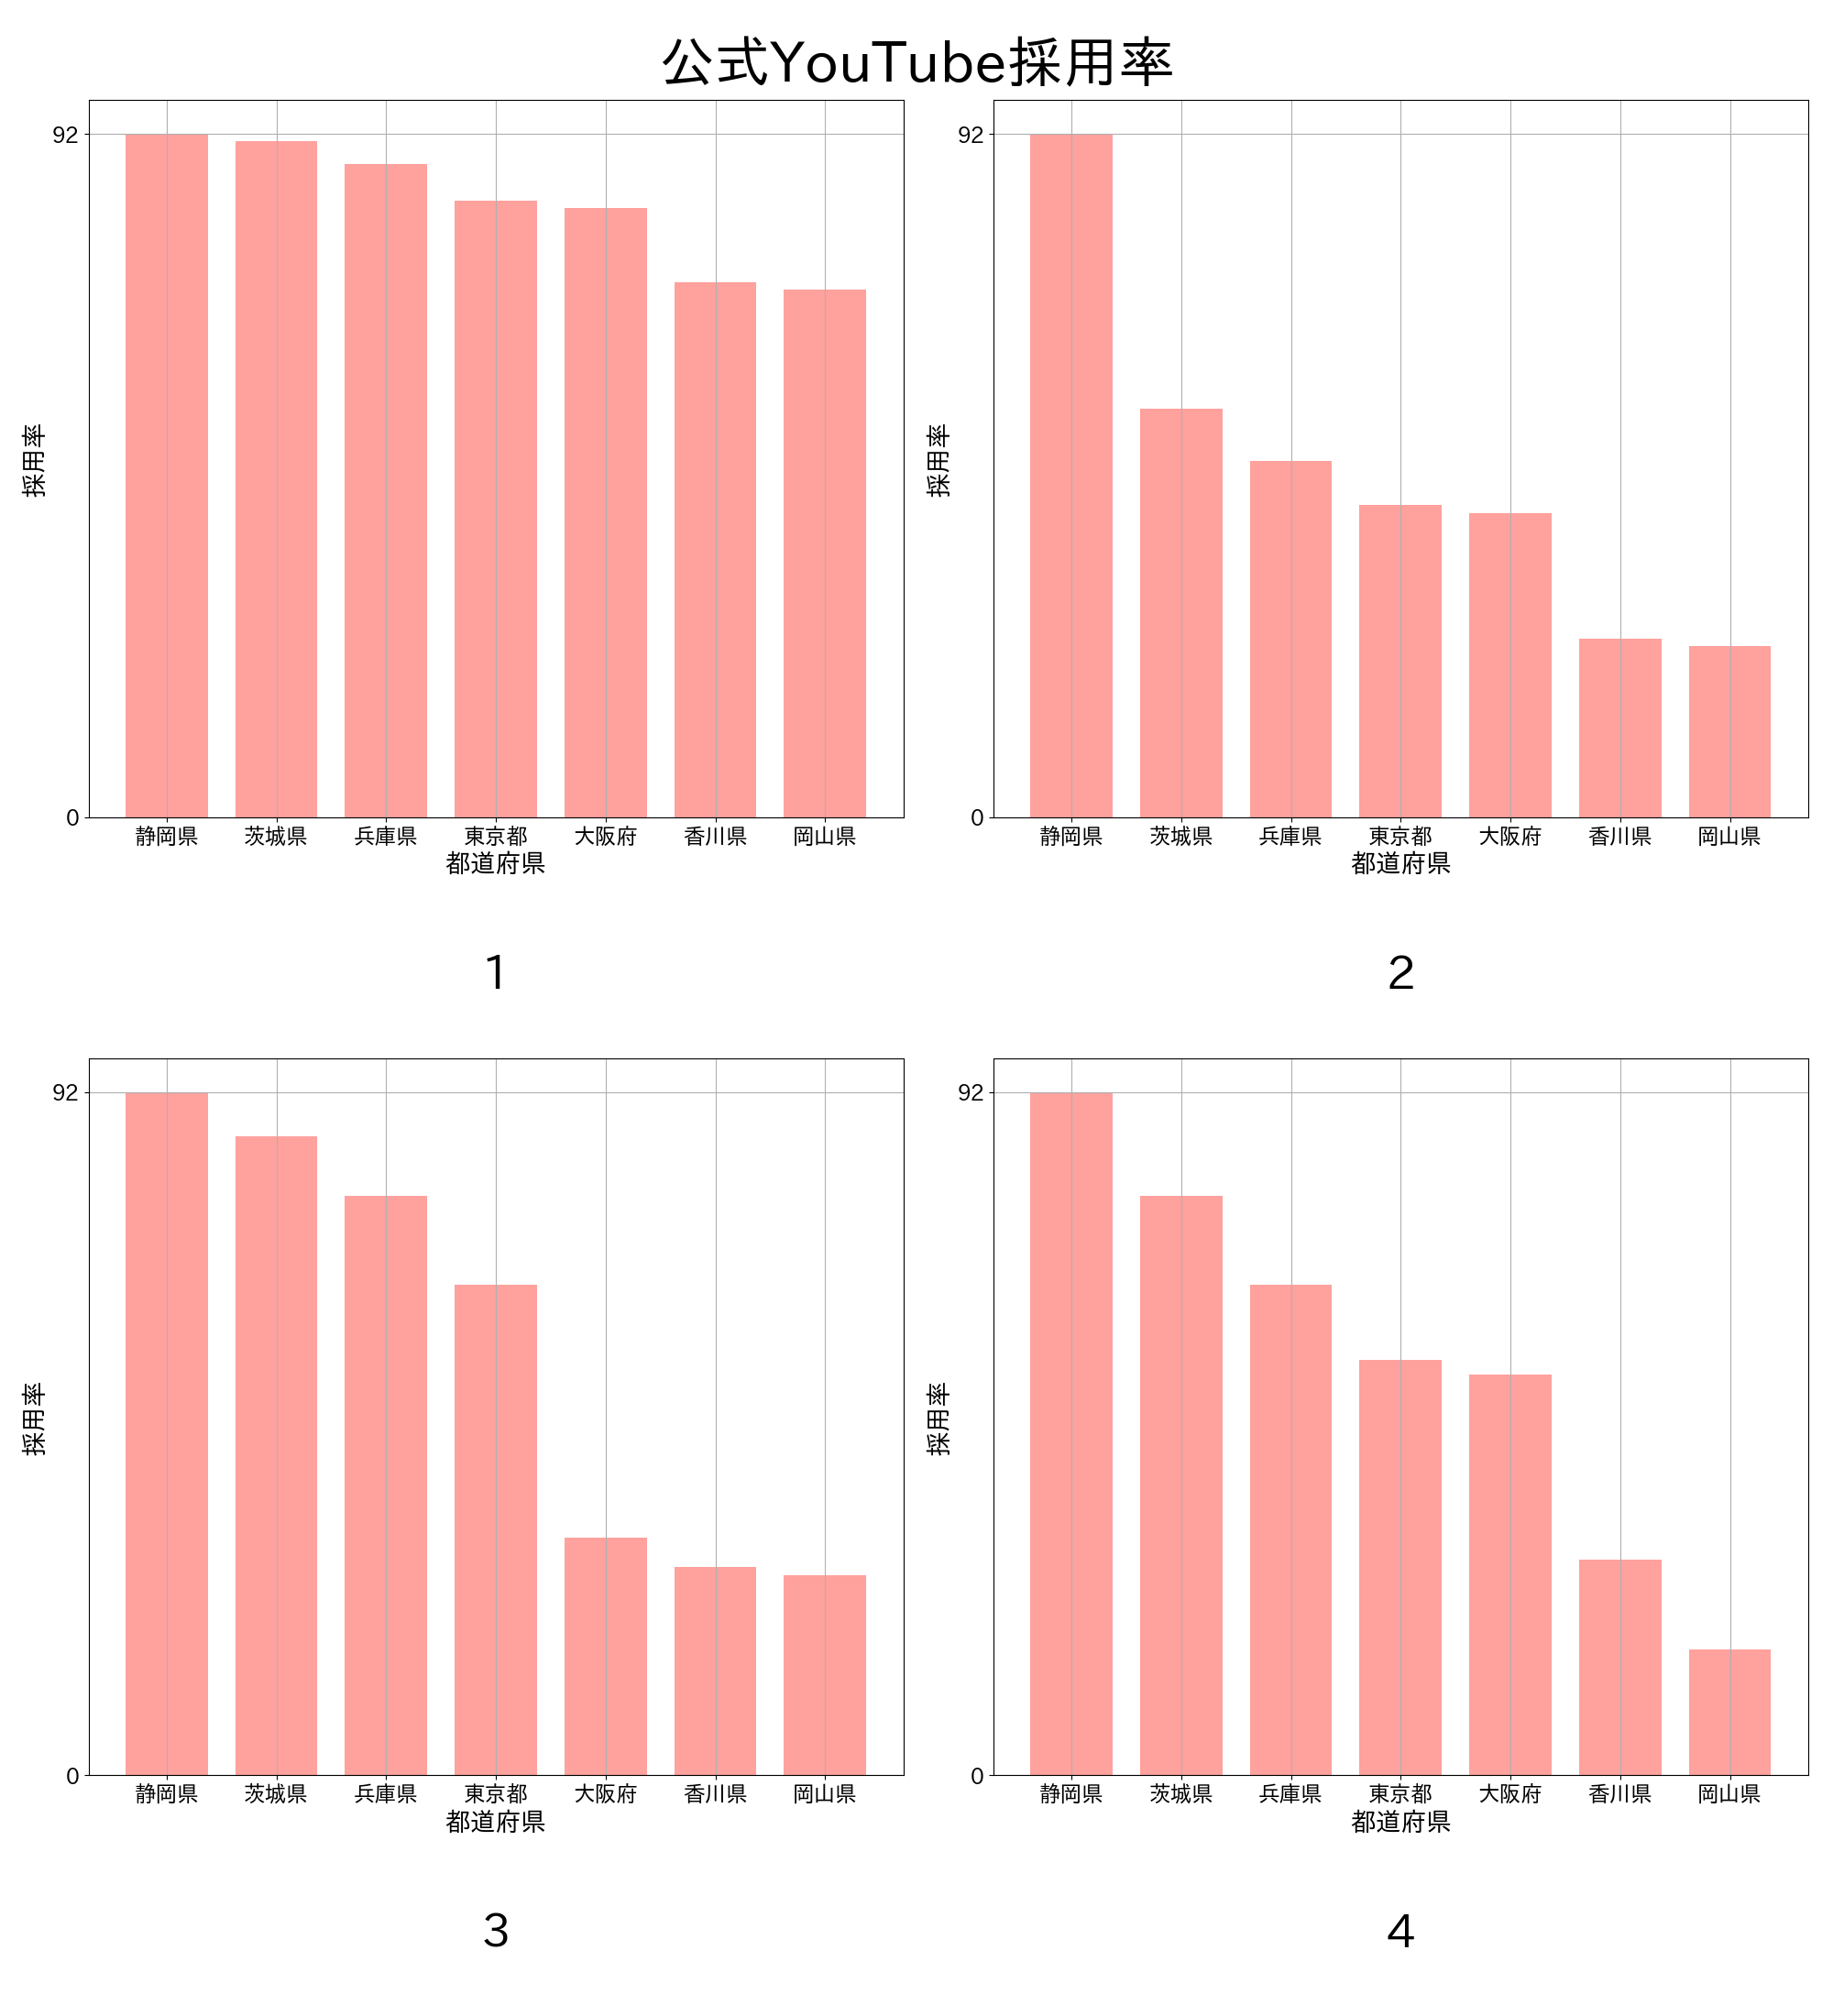 公式YouTube採用率
92
0
採用率
静岡県 茨城県 兵庫県 東京都 大阪府 香川県 岡山県
都道府県
1
92
0
採用率
静岡県 茨城県 兵庫県 東京都 大阪府 香川県 岡山県
都道府県
2
92
0
採用率
静岡県 茨城県 兵庫県 東京都 大阪府 香川県 岡山県
都道府県
3
92
0
採用率
静岡県 茨城県 兵庫県 東京都 大阪府 香川県 岡山県
都道府県
4